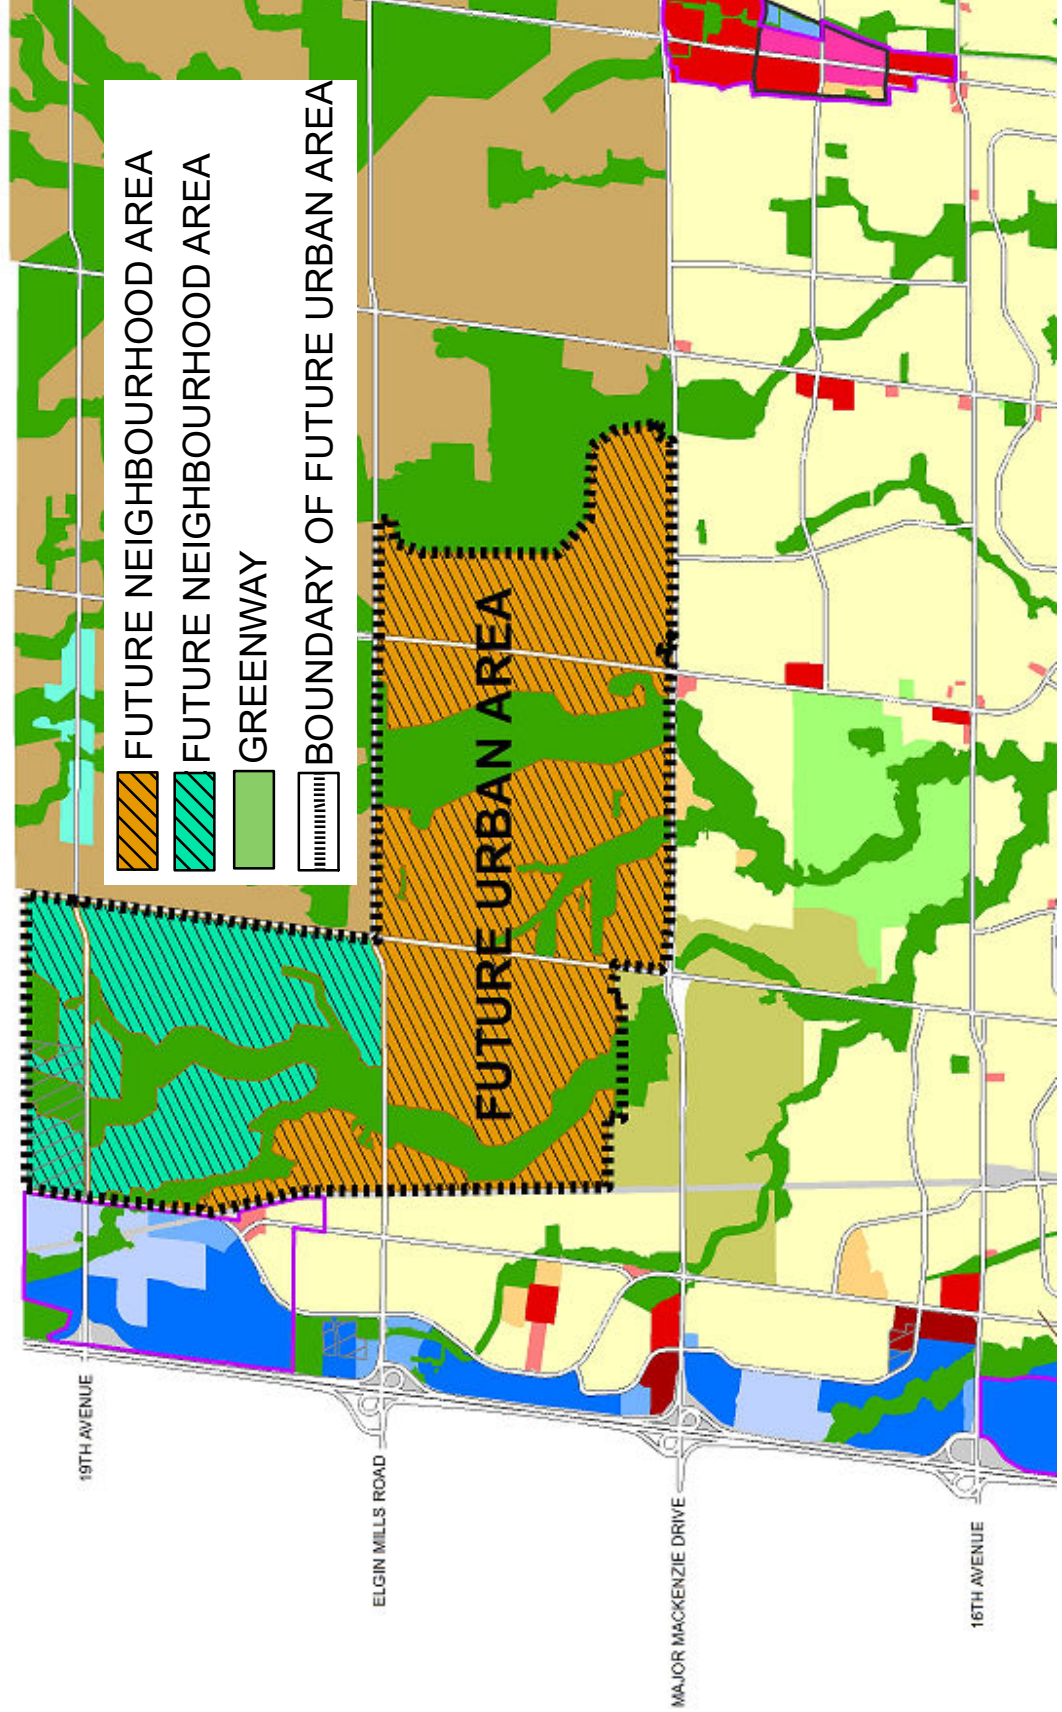 FUTURE NEIGHBOURHOOD AREA
FUTURE NEIGHBOURHOOD AREA
GREENWAY
BOUNDARY OF FUTURE URBAN AREA
FUTURE URBAN AREA
19TH AVENUE
ELGIN MILLS ROAD
MAJOR MACKENZIE DRIVE
16TH AVENUE